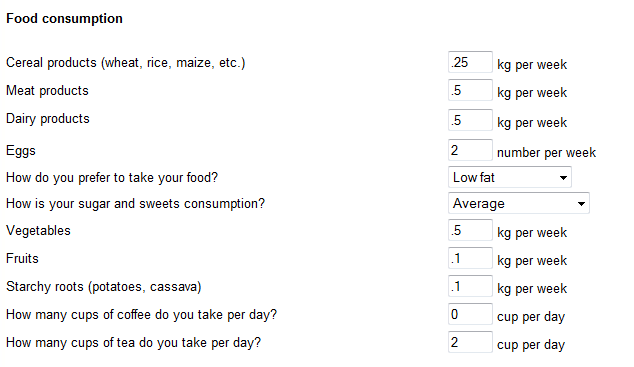 Food consumption
Cereal products (wheat, rice, maize, etc.) .25 kg per week
Meat products .5 kg per week
Dairy products .5 kg per week
Eggs 2 number per week
How do you prefer to take your food? Low fat
How is your sugar and sweets consumption? Average
Vegetables .5 kg per week
Fruits .1 kg per week
Starchy roots (potatoes, cassava) .1 kg per week
How many cups of coffee do you take per day? 0 cup per day
How many cups of tea do you take per day? 2 cup per day